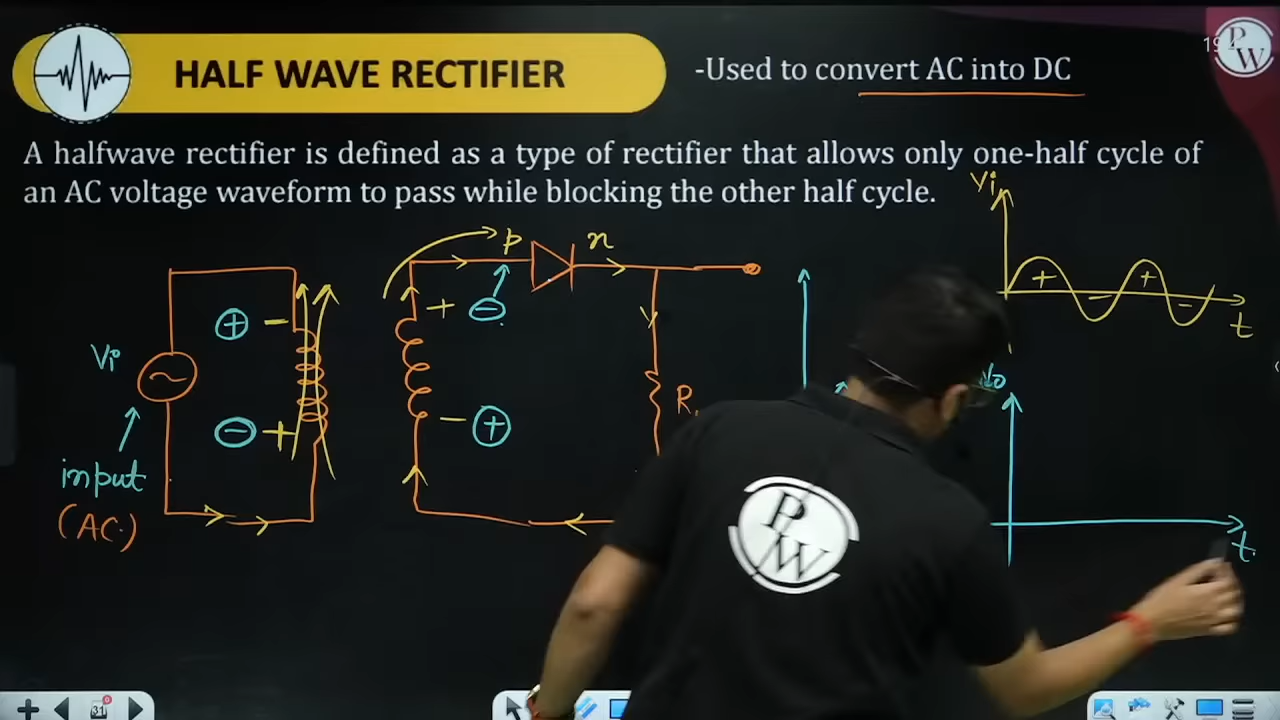 HALF WAVE RECTIFIER
-Used to convert AC into DC
P
W
A halfwave rectifier is defined as a type of rectifier that allows only one-half cycle of
an AC voltage waveform to pass while blocking the other half cycle.
Vi
p
n
+
+
-
-
t
+ -
+ ⊖
Vi
~
R
⊖ +
- +
input
(AC)
t
P
W
31